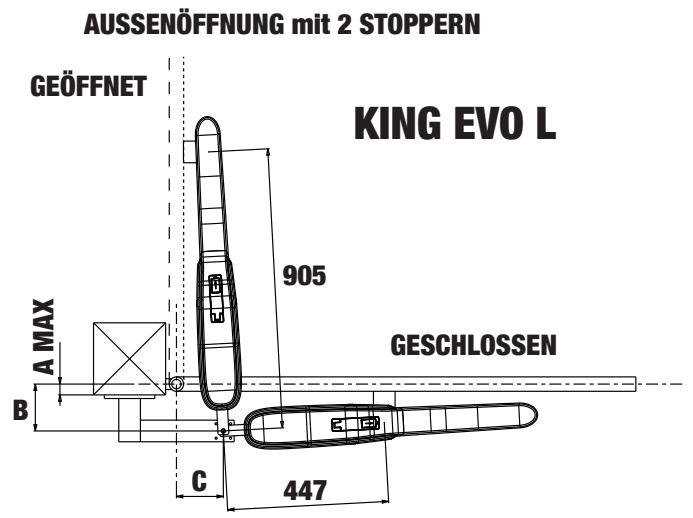 AUSSENÖFFNUNG mit 2 STOPPERN
GEÖFFNET
KING EVO L
905
A MAX
GESCHLOSSEN
B
C
447